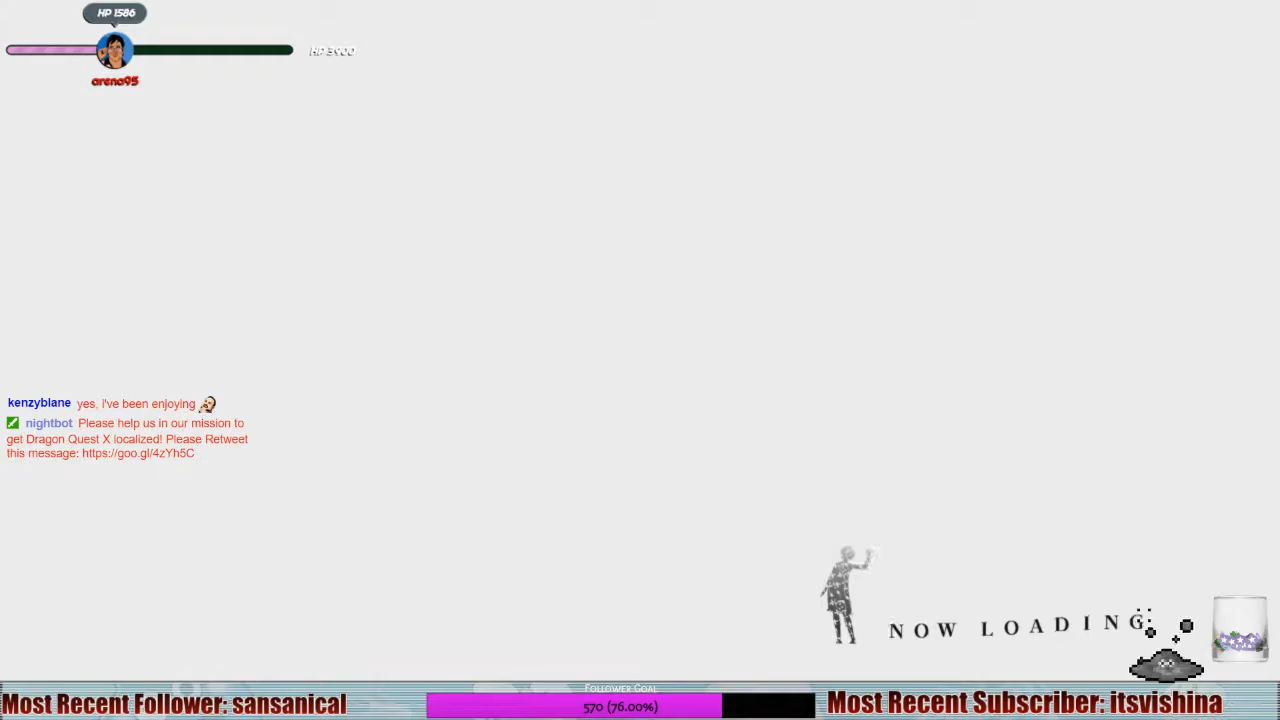 HP 1586
HP 3900
arena95
kenzyblane yes, i've been enjoying
nightbot Please help us in our mission to
get Dragon Quest X localized! Please Retweet
this message: https://goo.gl/4zYh5C
NOW LOADING
Most Recent Follower: sansanical
Follower Goal
570 (76.00%)
Most Recent Subscriber: itsvishina